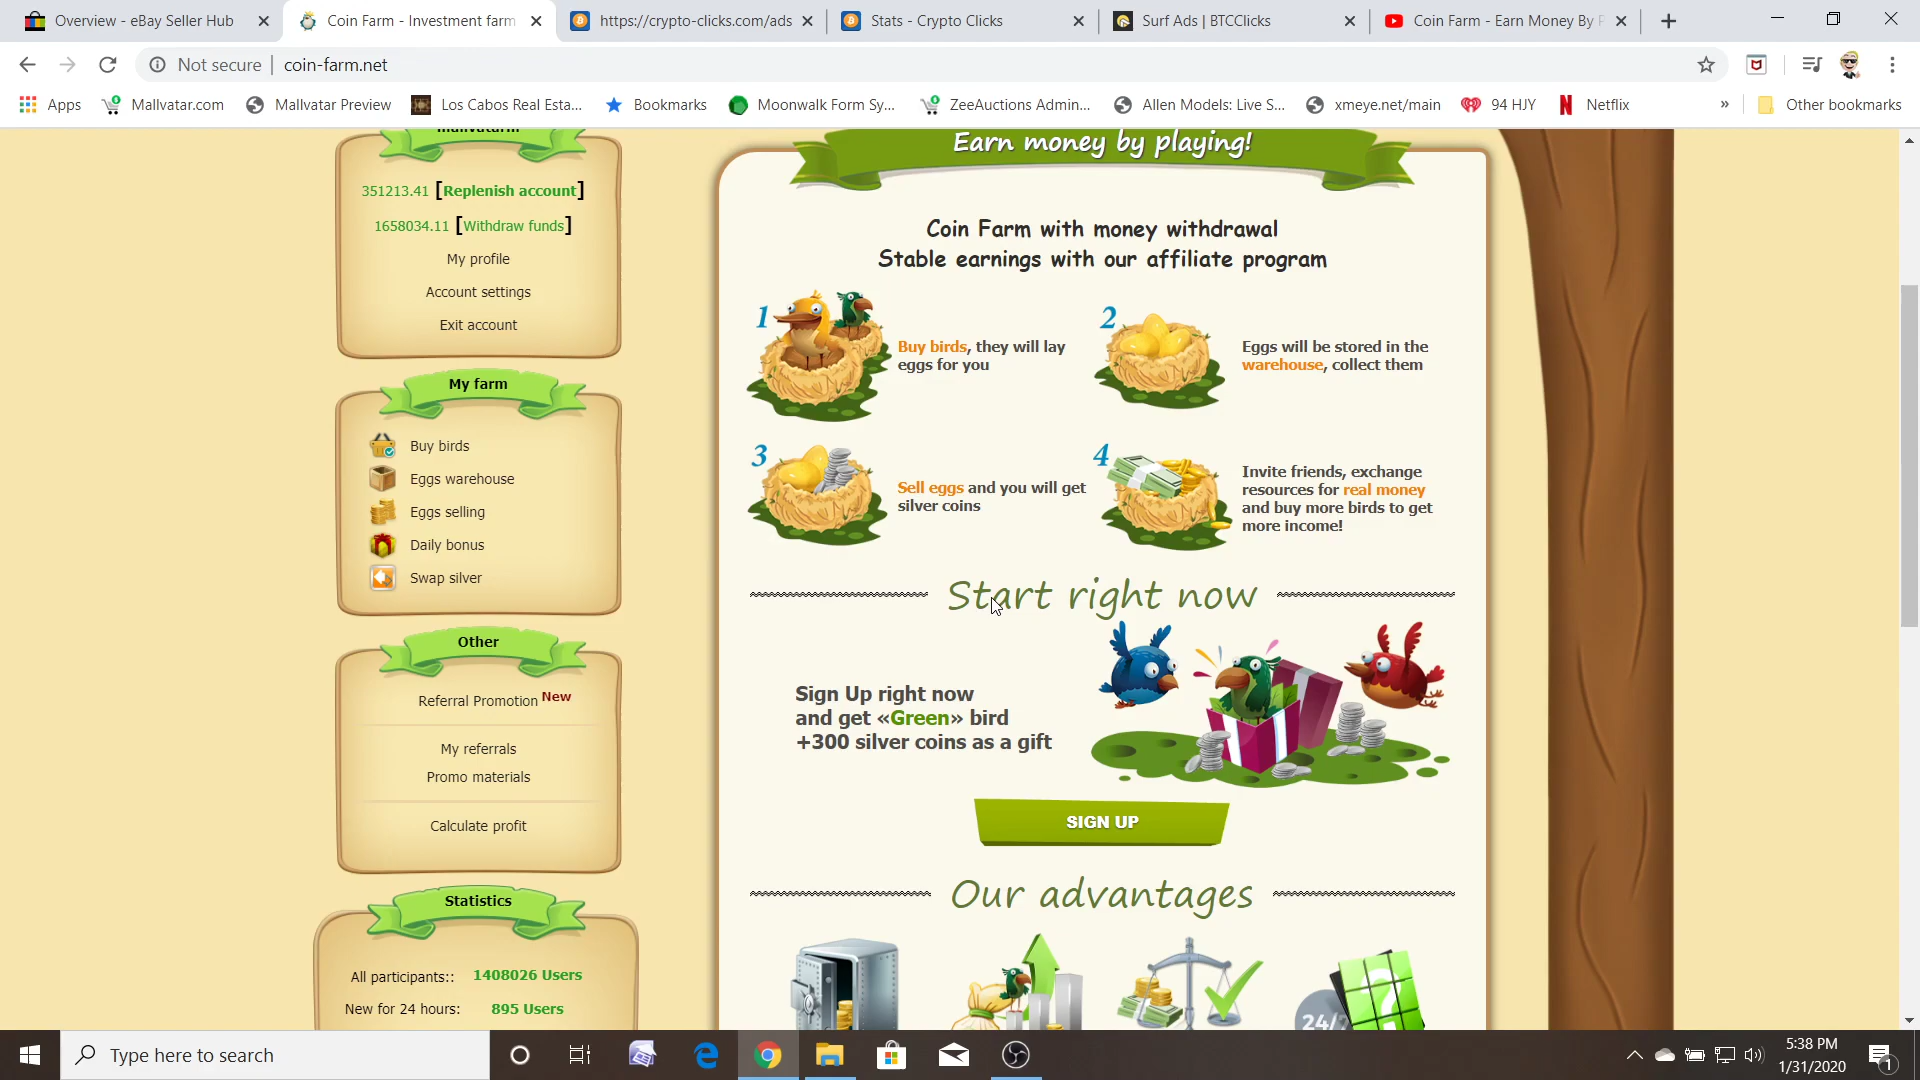 Overview - eBay Seller Hub
Coin Farm - Investment farm
https://crypto-clicks.com/ads
Stats - Crypto Clicks
Surf Ads | BTCClicks
Coin Farm - Earn Money By
Not secure | coin-farm.net
Apps
Mallvatar.com
Mallvatar Preview
Los Cabos Real Esta...
Bookmarks
Moonwalk Form Sy...
ZeeAuctions Admin...
Allen Models: Live S...
xmeye.net/main
94 HJY
Netflix
»
Other bookmarks
351213.41 [Replenish account]
1658034.11 [Withdraw funds]
My profile
Account settings
Exit account
My farm
Buy birds
Eggs warehouse
Eggs selling
Daily bonus
Swap silver
Other
Referral Promotion New
My referrals
Promo materials
Calculate profit
Statistics
All participants:: 1408026 Users
New for 24 hours: 895 Users
Earn money by playing!
Coin Farm with money withdrawal
Stable earnings with our affiliate program
1
Buy birds, they will lay
eggs for you
2
Eggs will be stored in the
warehouse, collect them
3
Sell eggs and you will get
silver coins
4
Invite friends, exchange
resources for real money
and buy more birds to get
more income!
Start right now
Sign Up right now
and get «Green» bird
+300 silver coins as a gift
SIGN UP
Our advantages
24/
?
Type here to search
5:38 PM
1/31/2020
1